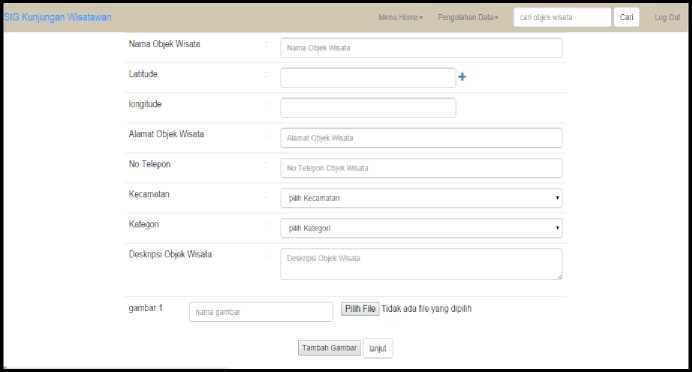 SIG Kunjungan Wisatawan Menu Home Pengolahan Data cari objek wisata Cari Log Out
Nama Objek Wisata : Nama Objek Wisata
Latitude : +
longitude :
Alamat Objek Wisata : Alamat Objek Wisata
No Telepon : No Telepon Objek Wisata
Kecamatan : pilih Kecamatan
Kategori : pilih Kategori
Deskripsi Objek Wisata : Deskripsi Objek Wisata
gambar 1 nama gambar Pilih File Tidak ada file yang dipilih
Tambah Gambar lanjut